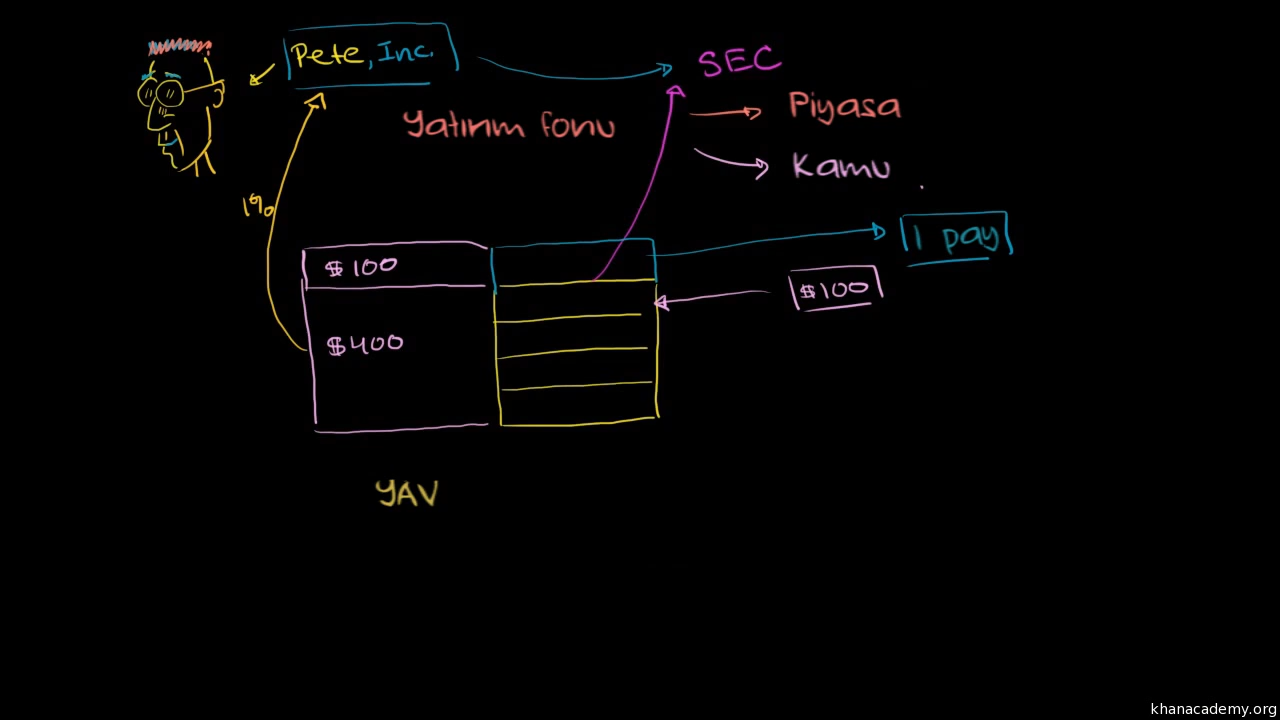 Pete, Inc.
SEC
Yatırım fonu
Piyasa
Kamu
1%
1 pay
$100
$100
$400
YAV
khanacademy.org